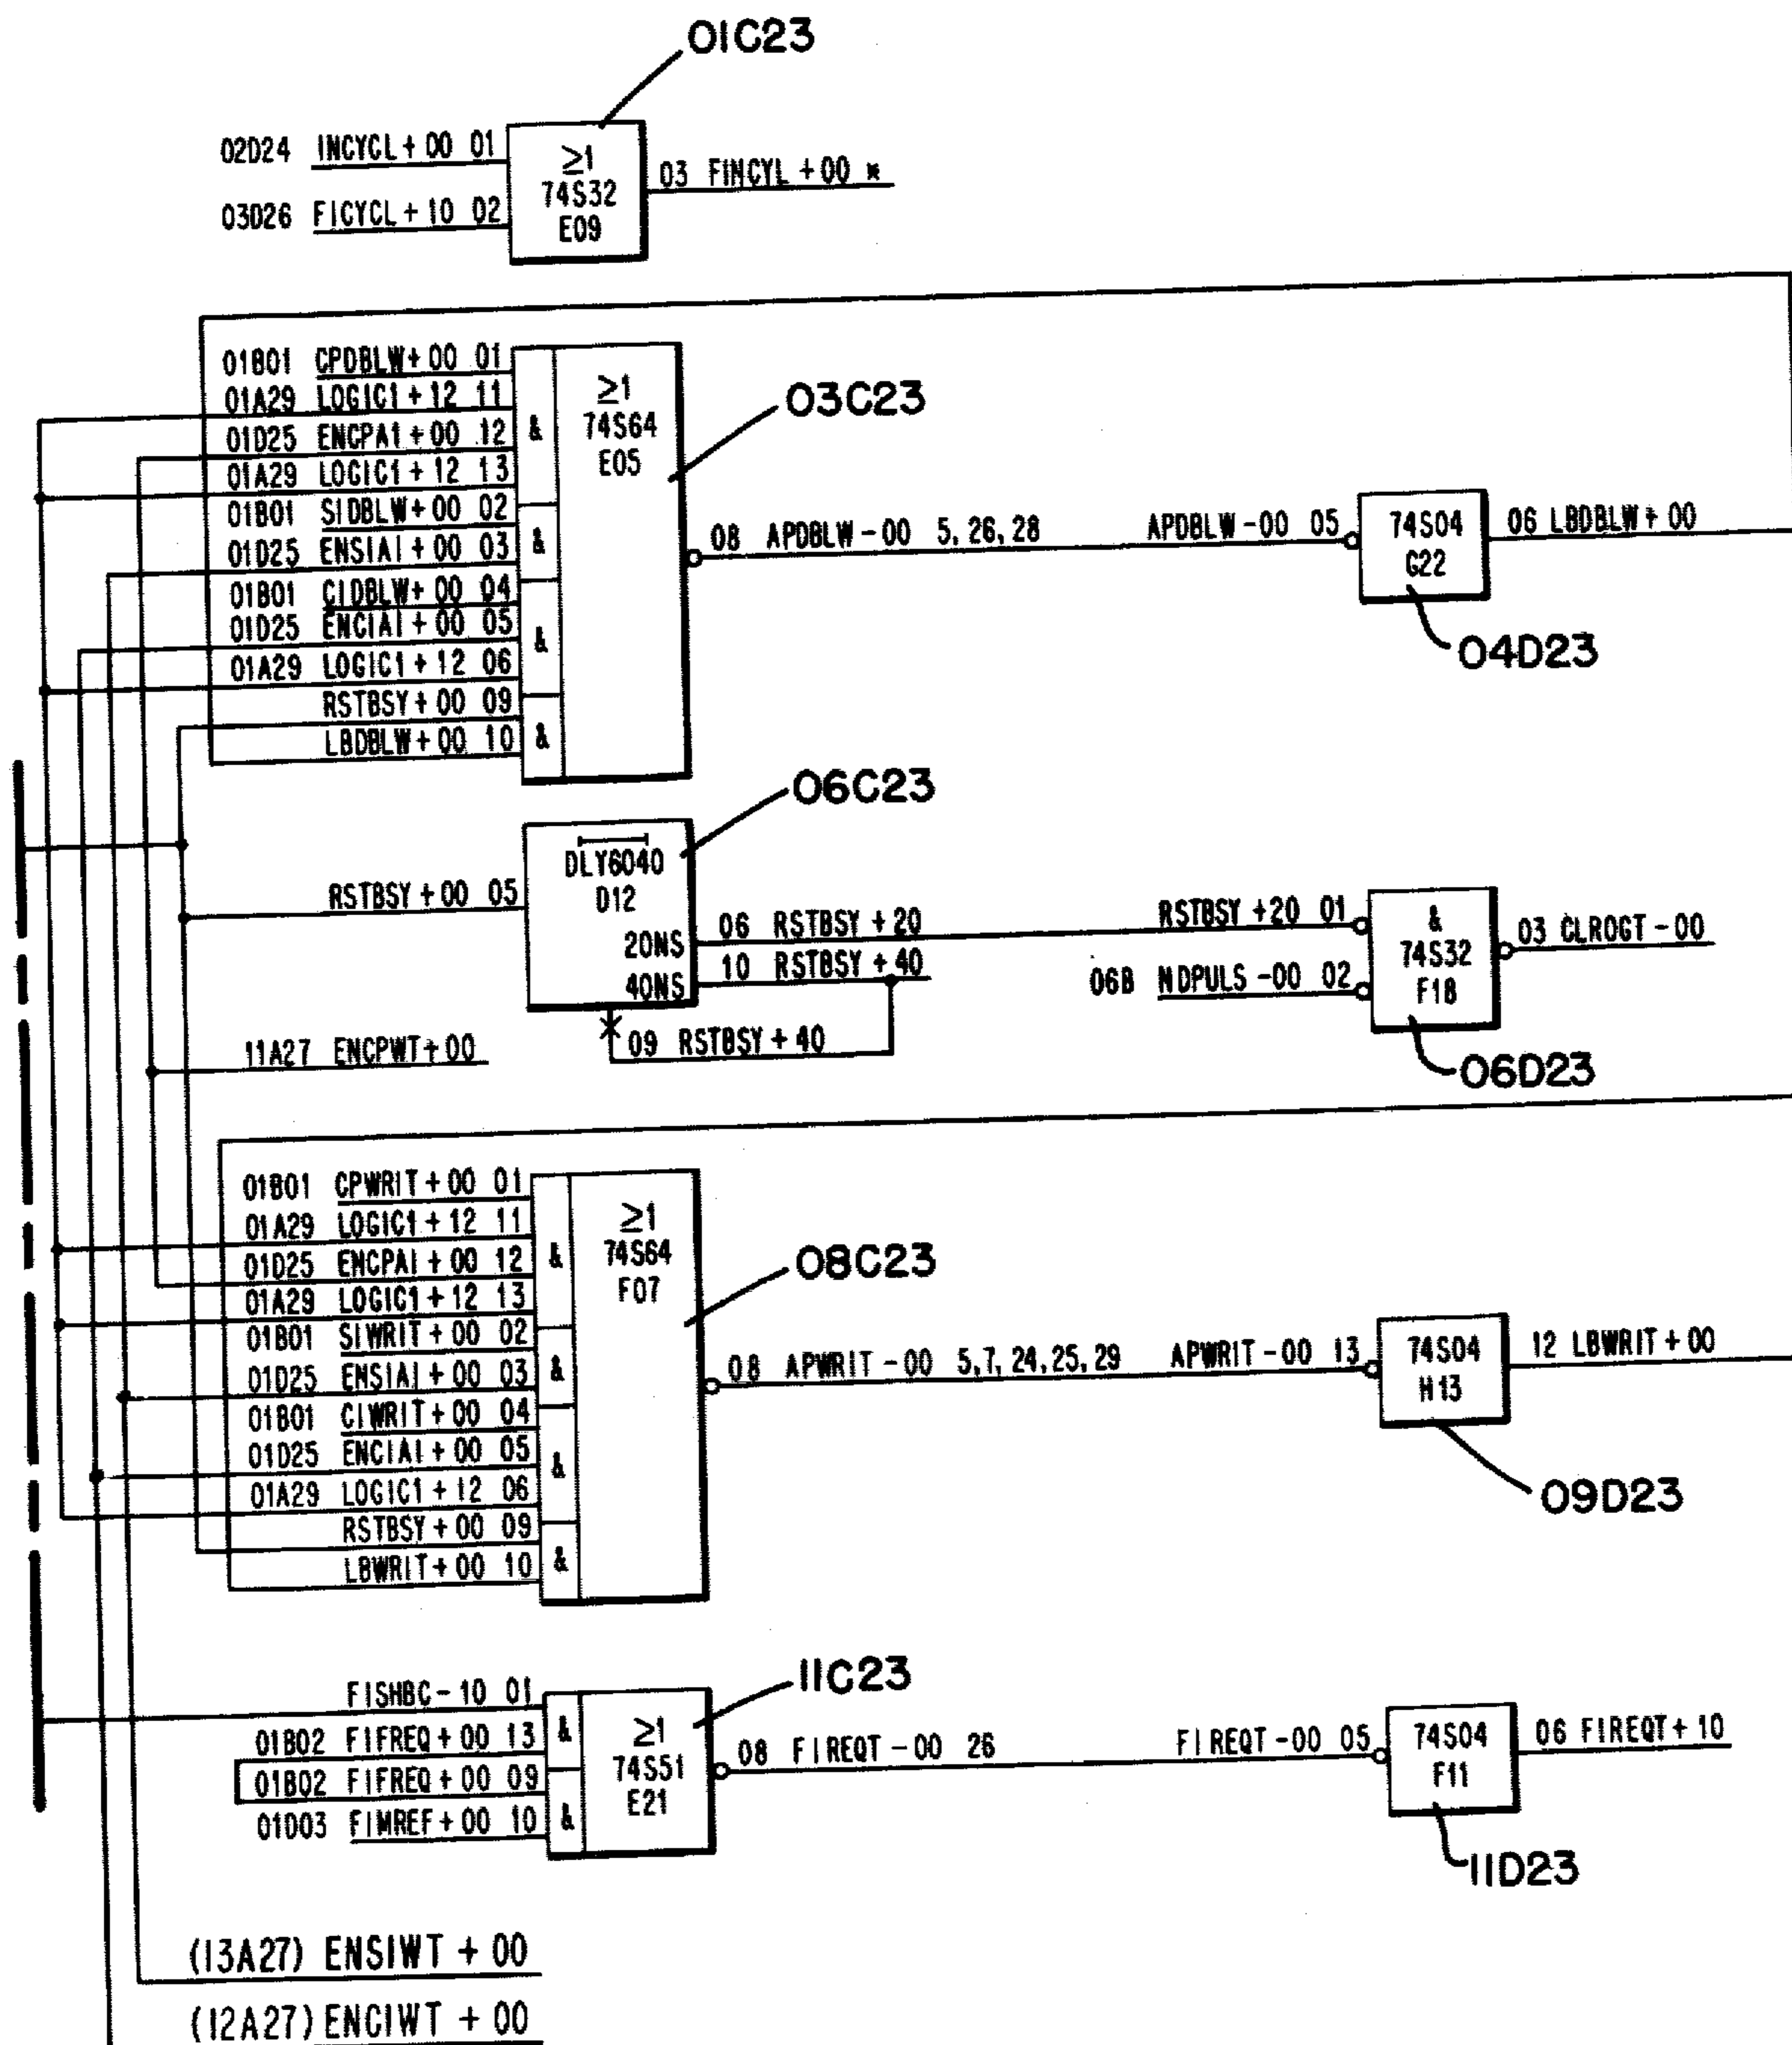 01C23
02D24 INCYCL+00 01
03D26 FICYCL+10 02
≥1
74S32
E09
03 FINCYL+00 *
01B01 CPDBLW+00 01
01A29 LOGIC1+12 11
01D25 ENCPA1+00 12
01A29 LOGIC1+12 13
01B01 SIDBLW+00 02
01D25 ENSIAI+00 03
01B01 CIDBLW+00 04
01D25 ENCIAI+00 05
01A29 LOGIC1+12 06
RSTBSY+00 09
LBDBLW+00 10
&
&
&
&
≥1
74S64
E05
03C23
08 APDBLW-00 5,26,28
APDBLW-00 05
74S04
G22
06 LBDBLW+00
04D23
06C23
RSTBSY+00 05
DLY6040
D12
20NS
40NS
06 RSTBSY+20
10 RSTBSY+40
09 RSTBSY+40
RSTBSY+20 01
06B NDPULS-00 02
&
74S32
F18
03 CLROGT-00
06D23
11A27 ENCPWT+00
01B01 CPWRIT+00 01
01A29 LOGIC1+12 11
01D25 ENCPAI+00 12
01A29 LOGIC1+12 13
01B01 SIWRIT+00 02
01D25 ENSIAI+00 03
01B01 CIWRIT+00 04
01D25 ENCIAI+00 05
01A29 LOGIC1+12 06
RSTBSY+00 09
LBWRIT+00 10
&
&
&
&
≥1
74S64
F07
08C23
08 APWRIT-00 5,7,24,25,29
APWRIT-00 13
74S04
H13
12 LBWRIT+00
09D23
11C23
FISHBC-10 01
01B02 FIFREQ+00 13
01B02 FIFREQ+00 09
01D03 FIMREF+00 10
&
&
≥1
74S51
E21
08 FIREQT-00 26
FIREQT-00 05
74S04
F11
06 FIREQT+10
11D23
(13A27) ENSIWT+00
(12A27) ENCIWT+00